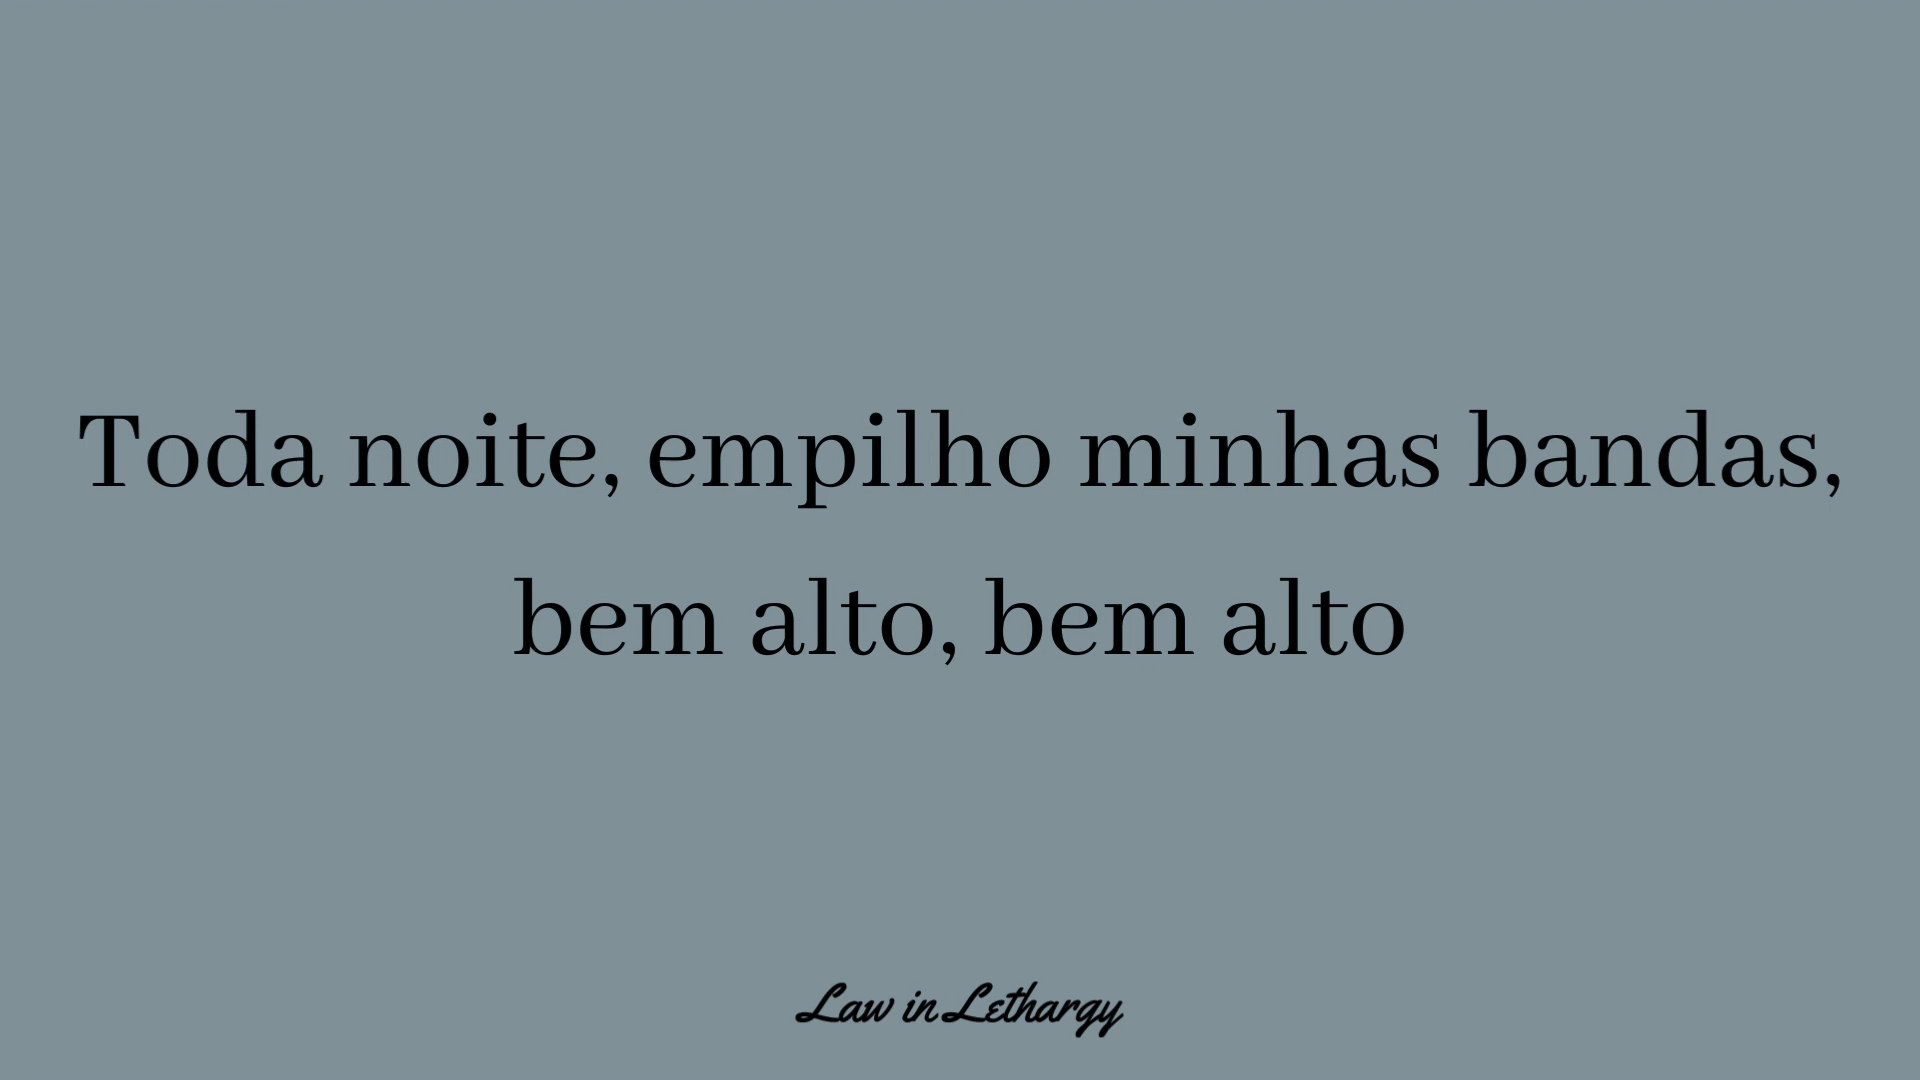 Toda noite, empilho minhas bandas,
bem alto, bem alto
Law in Lethargy